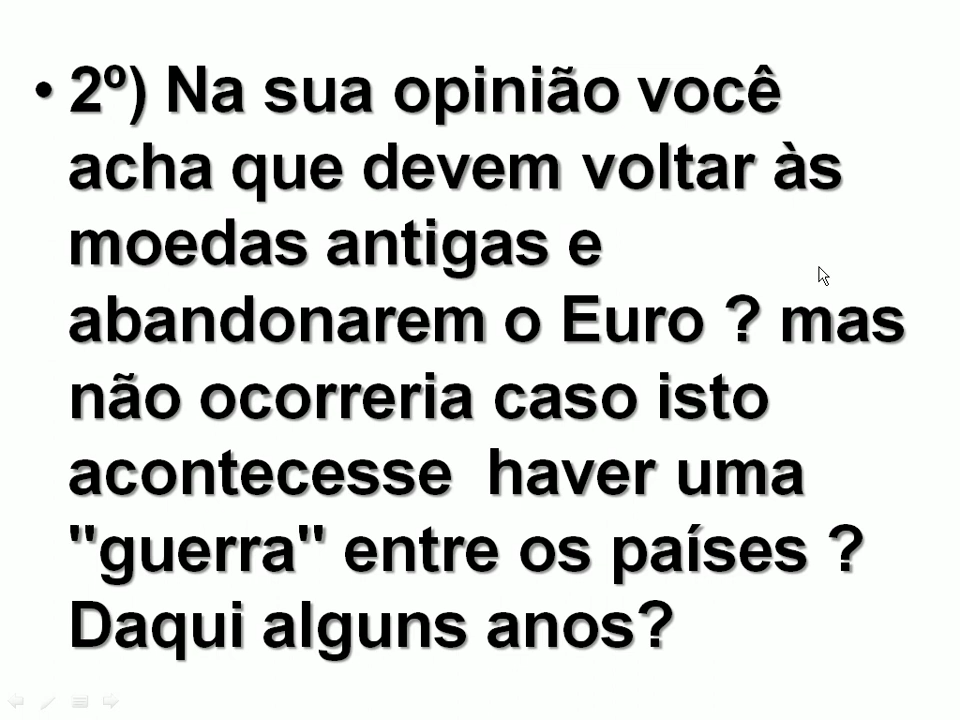 • 2º) Na sua opinião você
acha que devem voltar às
moedas antigas e
abandonarem o Euro ? mas
não ocorreria caso isto
acontecesse  haver uma
"guerra" entre os países ?
Daqui alguns anos?